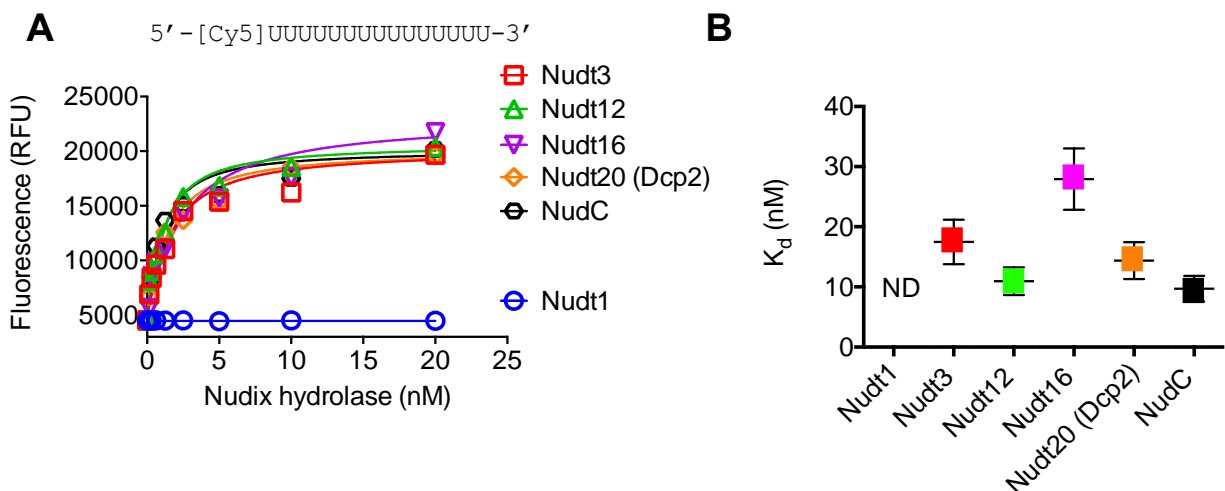 A
5′-[Cy5]UUUUUUUUUUUUUUU-3′
Fluorescence (RFU)
25000
20000
15000
10000
5000
0
5
10
15
20
25
Nudix hydrolase (nM)
Nudt3
Nudt12
Nudt16
Nudt20 (Dcp2)
NudC
Nudt1
B
Kd (nM)
40
30
20
10
0
ND
Nudt1
Nudt3
Nudt12
Nudt16
Nudt20 (Dcp2)
NudC